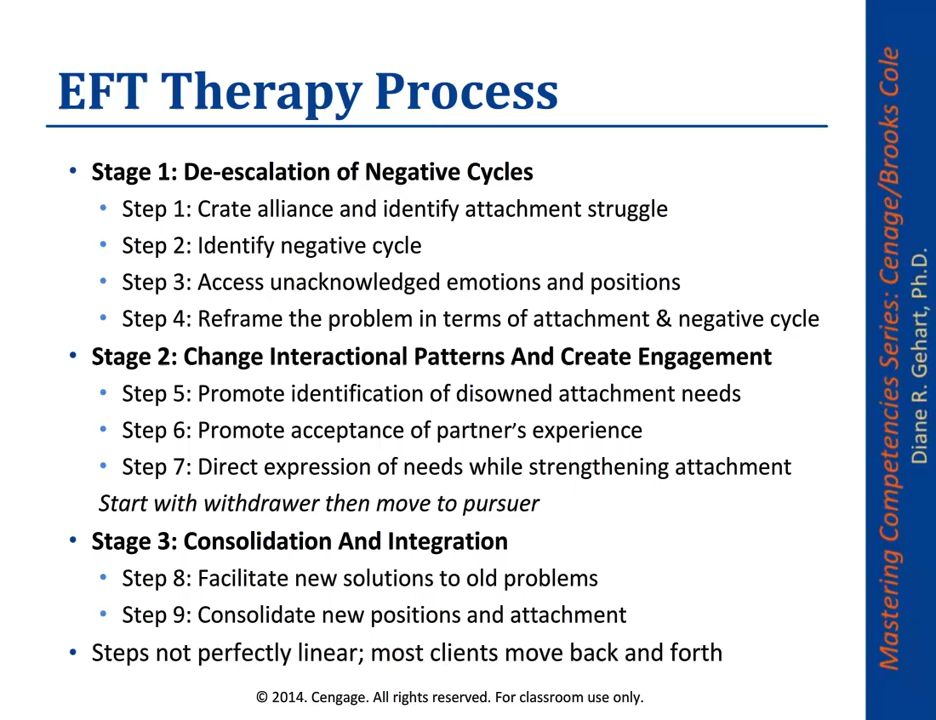 EFT Therapy Process
• Stage 1: De-escalation of Negative Cycles
• Step 1: Crate alliance and identify attachment struggle
• Step 2: Identify negative cycle
• Step 3: Access unacknowledged emotions and positions
• Step 4: Reframe the problem in terms of attachment & negative cycle
• Stage 2: Change Interactional Patterns And Create Engagement
• Step 5: Promote identification of disowned attachment needs
• Step 6: Promote acceptance of partner’s experience
• Step 7: Direct expression of needs while strengthening attachment
Start with withdrawer then move to pursuer
• Stage 3: Consolidation And Integration
• Step 8: Facilitate new solutions to old problems
• Step 9: Consolidate new positions and attachment
• Steps not perfectly linear; most clients move back and forth
© 2014. Cengage. All rights reserved. For classroom use only.
Mastering Competencies Series: Cenage/Brooks Cole
Diane R. Gehart, Ph.D.